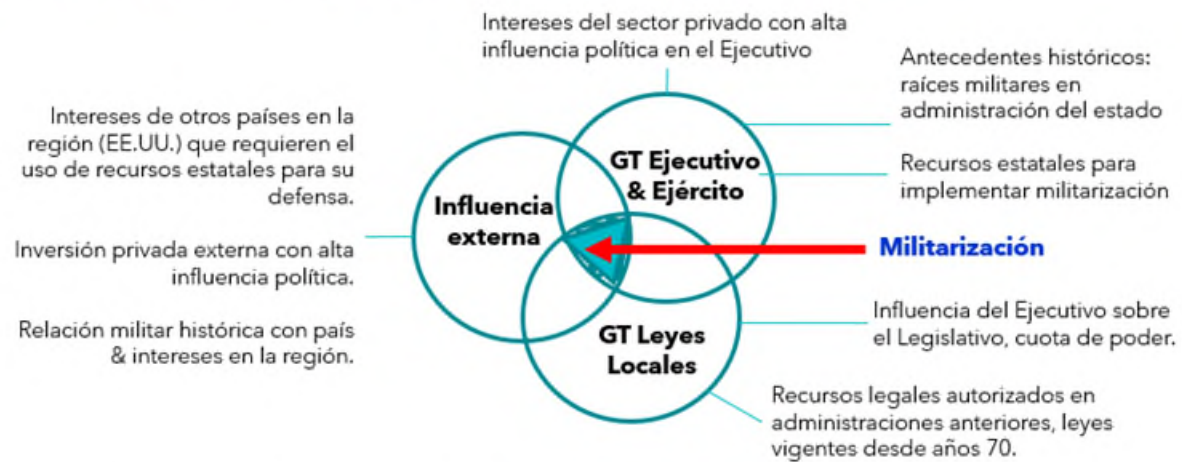 Intereses del sector privado con alta
influencia política en el Ejecutivo
Antecedentes históricos:
raíces militares en
administración del estado
Intereses de otros países en la
región (EE.UU.) que requieren el
uso de recursos estatales para su
defensa.
GT Ejecutivo
& Ejército
Recursos estatales para
implementar militarización
Influencia
externa
Militarización
Inversión privada externa con alta
influencia política.
Relación militar histórica con país
& intereses en la región.
GT Leyes
Locales
Influencia del Ejecutivo sobre
el Legislativo, cuota de poder.
Recursos legales autorizados en
administraciones anteriores, leyes
vigentes desde años 70.